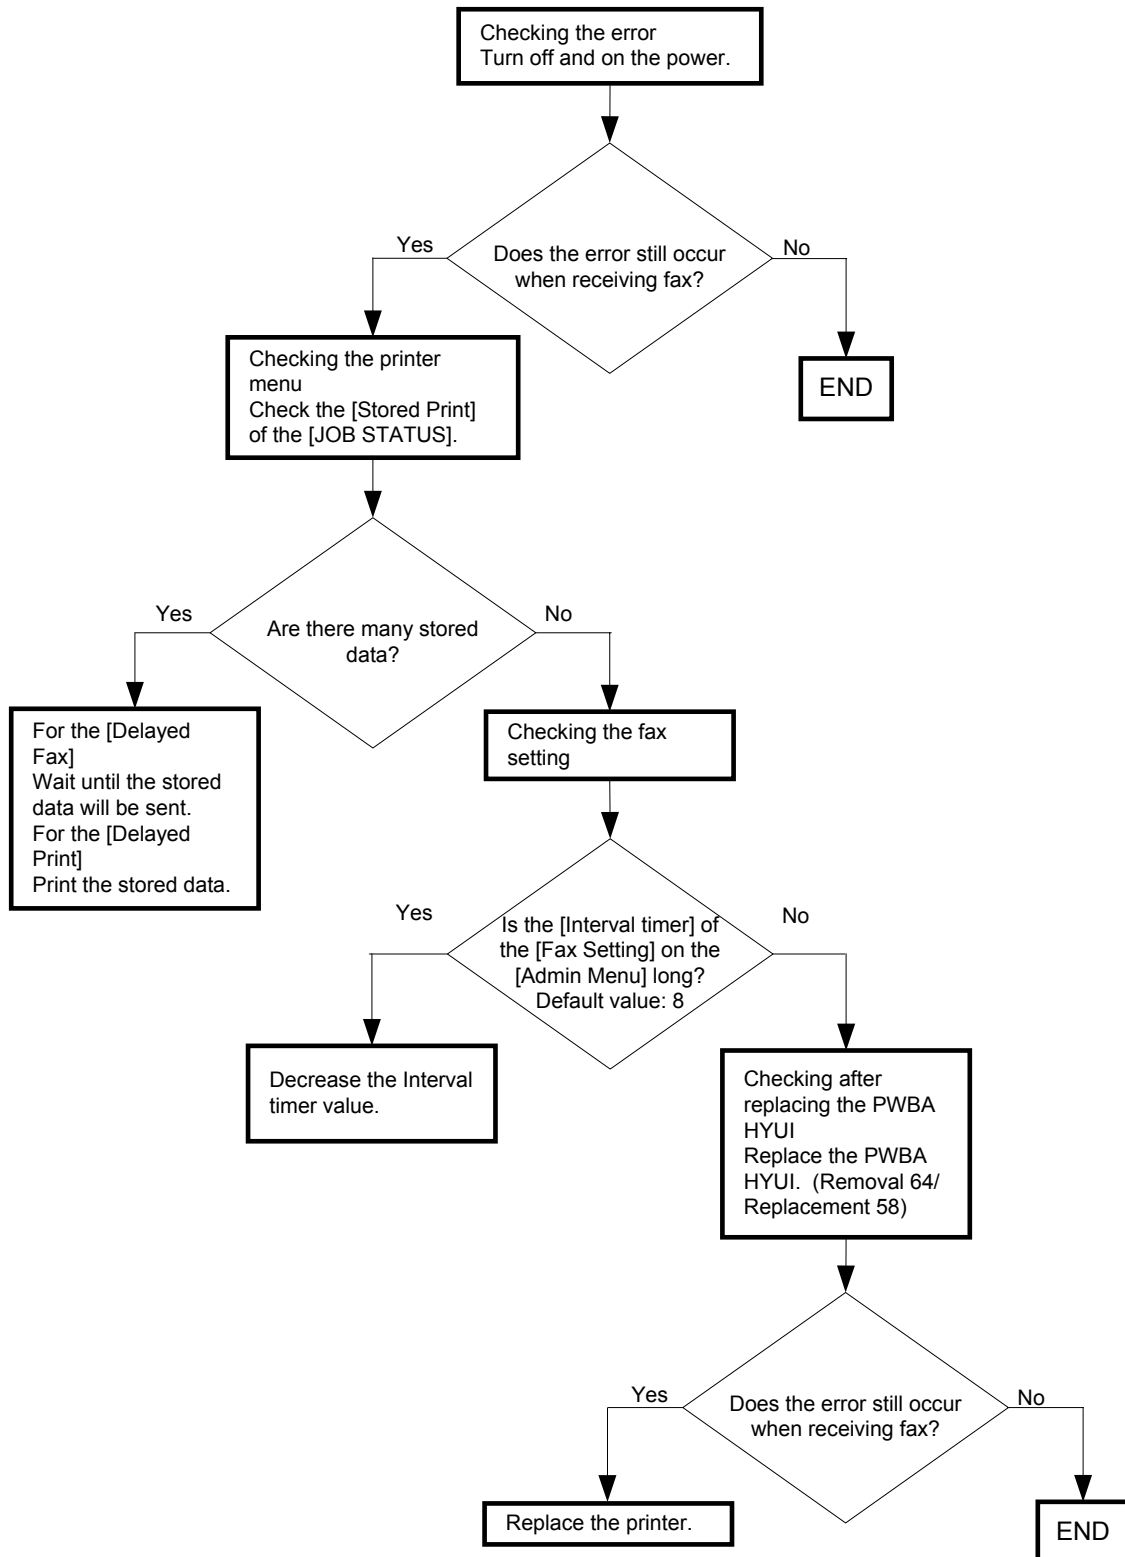 Checking the error
Turn off and on the power.
Does the error still occur
when receiving fax?
Yes
No
Checking the printer
menu
Check the [Stored Print]
of the [JOB STATUS].
END
Are there many stored
data?
Yes
No
For the [Delayed
Fax]
Wait until the stored
data will be sent.
For the [Delayed
Print]
Print the stored data.
Checking the fax
setting
Is the [Interval timer] of
the [Fax Setting] on the
[Admin Menu] long?
Default value: 8
Yes
No
Decrease the Interval
timer value.
Checking after
replacing the PWBA
HYUI
Replace the PWBA
HYUI.  (Removal 64/
Replacement 58)
Does the error still occur
when receiving fax?
Yes
No
Replace the printer.
END